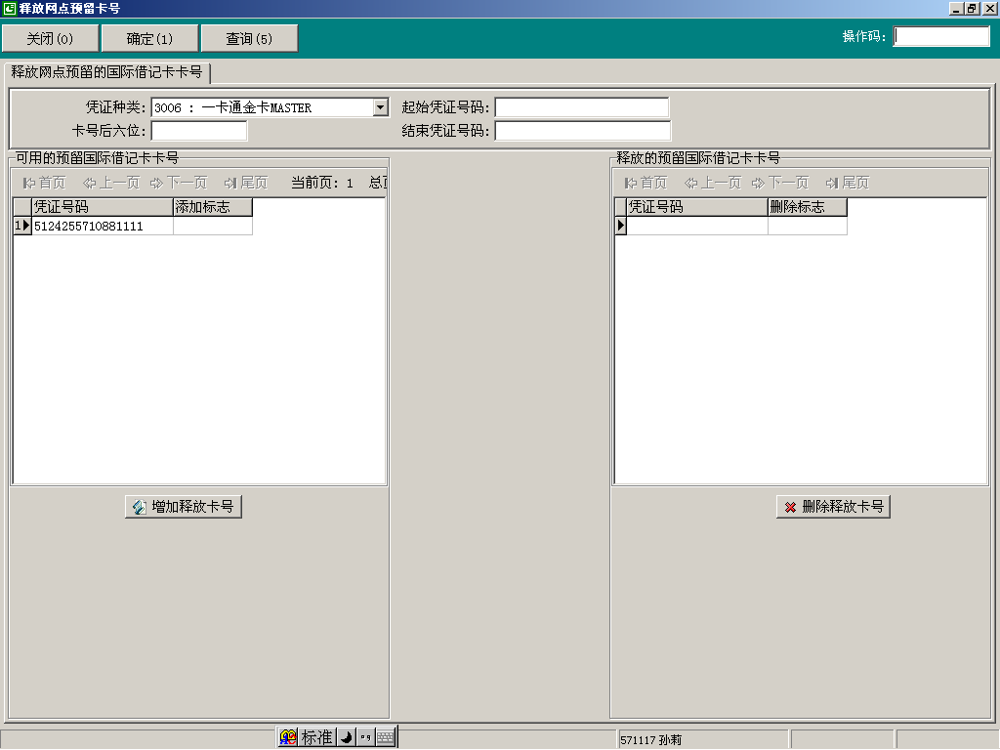 释放网点预留卡号
关闭(0) 确定(1) 查询(5) 操作码:
释放网点预留的国际借记卡卡号
凭证种类: 3006 : 一卡通金卡MASTER 起始凭证号码:
卡号后六位: 结束凭证号码:
可用的预留国际借记卡卡号
首页 上一页 下一页 尾页 当前页: 1 总
凭证号码 添加标志
1 5124255710881111
增加释放卡号
释放的预留国际借记卡卡号
首页 上一页 下一页 尾页
凭证号码 删除标志
删除释放卡号
标准
571117 孙莉